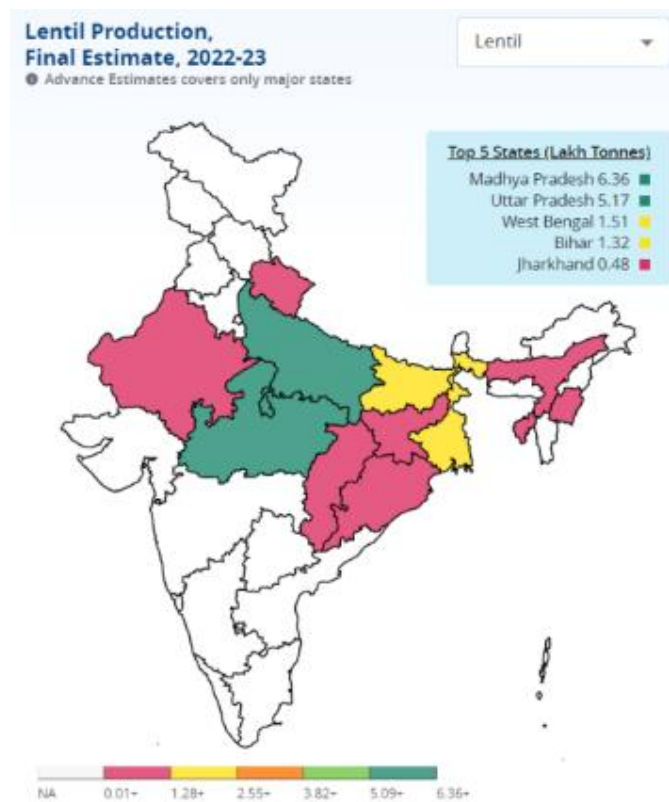 Lentil Production,
Final Estimate, 2022-23
Advance Estimates covers only major states
Lentil
Top 5 States (Lakh Tonnes)
Madhya Pradesh 6.36
Uttar Pradesh 5.17
West Bengal 1.51
Bihar 1.32
Jharkhand 0.48
NA 0.01+ 1.28+ 2.55+ 3.82+ 5.09+ 6.36+